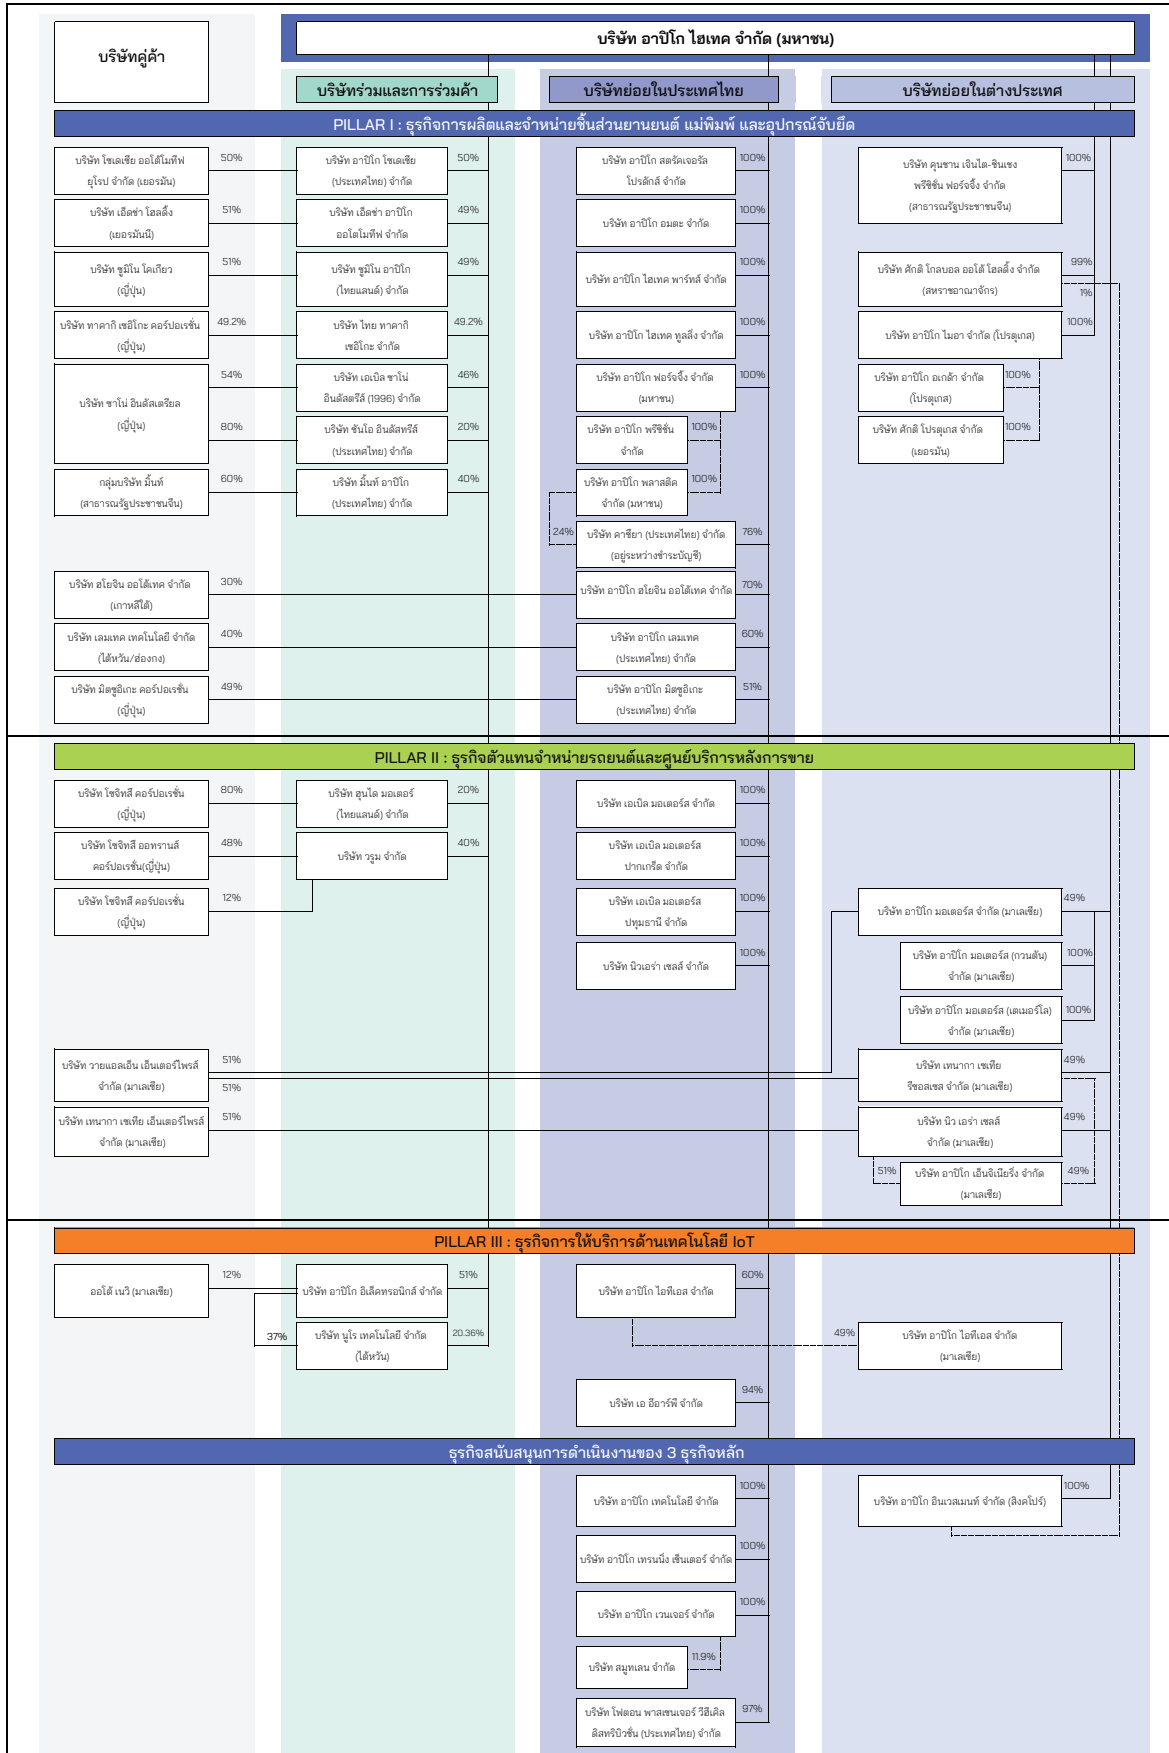 บริษัทคู่ค้า
บริษัท อาปิโก ไฮเทค จำกัด (มหาชน)
บริษัทร่วมและการร่วมค้า
บริษัทย่อยในประเทศไทย
บริษัทย่อยในต่างประเทศ
PILLAR I : ธุรกิจการผลิตและจำหน่ายชิ้นส่วนยานยนต์ แม่พิมพ์ และอุปกรณ์จับยึด
บริษัท โซเดเชีย ออโต้โมทีฟ
ยุโรป จำกัด (เยอรมัน)
50%
บริษัท อาปิโก โซเดเซีย
(ประเทศไทย) จำกัด
50%
บริษัท อาปิโก สตรัคเจอรัล
โปรดักส์ จำกัด
100%
บริษัท คุนชาน เจินไต-ชินเชง
พรีซิชั่น ฟอร์จจิ้ง จำกัด
(สาธารณรัฐประชาชนจีน)
100%
บริษัท เอ็ดช่า โฮลดิ้ง
(เยอรมันนี)
51%
บริษัท เอ็ดช่า อาปิโก
ออโตโมทีฟ จำกัด
49%
บริษัท อาปิโก อมตะ จำกัด
100%
บริษัท ซูมิโน โคเกียว
(ญี่ปุ่น)
51%
บริษัท ซูมิโน อาปิโก
(ไทยแลนด์) จำกัด
49%
บริษัท อาปิโก ไฮเทค พาร์ทส์ จำกัด
100%
บริษัท ศักดิ โกลบอล ออโต้ โฮลดิ้ง จำกัด
(สหราชอาณาจักร)
99%
1%
บริษัท ทาคากิ เซอิโกะ คอร์ปอเรชั่น
(ญี่ปุ่น)
49.2%
บริษัท ไทย ทาคากิ
เซอิโกะ จำกัด
49.2%
บริษัท อาปิโก ไฮเทค ทูลลิ่ง จำกัด
100%
บริษัท อาปิโก ไมอา จำกัด (โปรตุเกส)
100%
บริษัท ซาโน่ อินดัสเตรียล
(ญี่ปุ่น)
54%
80%
บริษัท เอเบิล ซาโน่
อินดัสตรีส์ (1996) จำกัด
46%
บริษัท อาปิโก ฟอร์จจิ้ง จำกัด
(มหาชน)
100%
บริษัท อาปิโก อเกด้า จำกัด
(โปรตุเกส)
100%
บริษัท ซันโอ อินดัสทรีส์
(ประเทศไทย) จำกัด
20%
บริษัท อาปิโก พรีซิชั่น
จำกัด
100%
บริษัท ศักดิ โปรตุเกส จำกัด
(เยอรมัน)
100%
กลุ่มบริษัท มิ้นท์
(สาธารณรัฐประชาชนจีน)
60%
บริษัท มิ้นท์ อาปิโก
(ประเทศไทย) จำกัด
40%
บริษัท อาปิโก พลาสติค
จำกัด (มหาชน)
100%
24%
บริษัท คาซียา (ประเทศไทย) จำกัด
(อยู่ระหว่างชำระบัญชี)
76%
บริษัท ฮโยจิน ออโต้เทค จำกัด
(เกาหลีใต้)
30%
บริษัท อาปิโก ฮโยจิน ออโต้เทค จำกัด
70%
บริษัท เลมเทค เทคโนโลยี จำกัด
(ไต้หวัน/ฮ่องกง)
40%
บริษัท อาปิโก เลมเทค
(ประเทศไทย) จำกัด
60%
บริษัท มิตซูอิเกะ คอร์ปอเรชั่น
(ญี่ปุ่น)
49%
บริษัท อาปิโก มิตซูอิเกะ
(ประเทศไทย) จำกัด
51%
PILLAR II : ธุรกิจตัวแทนจำหน่ายรถยนต์และศูนย์บริการหลังการขาย
บริษัท โซจิทสึ คอร์ปอเรชั่น
(ญี่ปุ่น)
80%
บริษัท ฮุนได มอเตอร์
(ไทยแลนด์) จำกัด
20%
บริษัท เอเบิล มอเตอร์ส จำกัด
100%
บริษัท โซจิทสึ ออทรานส์
คอร์ปอเรชั่น(ญี่ปุ่น)
48%
บริษัท วรูม จำกัด
40%
บริษัท เอเบิล มอเตอร์ส
ปากเกร็ด จำกัด
100%
บริษัท โซจิทสึ คอร์ปอเรชั่น
(ญี่ปุ่น)
12%
บริษัท เอเบิล มอเตอร์ส
ปทุมธานี จำกัด
100%
บริษัท อาปิโก มอเตอร์ส จำกัด (มาเลเซีย)
49%
บริษัท นิวเอร่า เซลส์ จำกัด
100%
บริษัท อาปิโก มอเตอร์ส (กวนตัน)
จำกัด (มาเลเซีย)
100%
บริษัท อาปิโก มอเตอร์ส (เตเมอร์โล)
จำกัด (มาเลเซีย)
100%
บริษัท วายแอลเอ็น เอ็นเตอร์ไพรส์
จำกัด (มาเลเซีย)
51%
51%
บริษัท เทนากา เซเทีย
รีซอสเซส จำกัด (มาเลเซีย)
49%
บริษัท เทนากา เซเทีย เอ็นเตอร์ไพรส์
จำกัด (มาเลเซีย)
51%
บริษัท นิว เอร่า เซลส์
จำกัด (มาเลเซีย)
49%
51%
บริษัท อาปิโก เอ็นจิเนียริ่ง จำกัด
(มาเลเซีย)
49%
PILLAR III : ธุรกิจการให้บริการด้านเทคโนโลยี IoT
ออโต้ เนวี (มาเลเซีย)
12%
บริษัท อาปิโก อิเล็คทรอนิกส์ จำกัด
51%
บริษัท อาปิโก ไอทีเอส จำกัด
60%
37%
บริษัท นูโร เทคโนโลยี จำกัด
(ไต้หวัน)
20.36%
49%
บริษัท อาปิโก ไอทีเอส จำกัด
(มาเลเซีย)
บริษัท เอ อีอาร์พี จำกัด
94%
ธุรกิจสนับสนุนการดำเนินงานของ 3 ธุรกิจหลัก
บริษัท อาปิโก เทคโนโลยี จำกัด
100%
บริษัท อาปิโก อินเวสเมนท์ จำกัด (สิงคโปร์)
100%
บริษัท อาปิโก เทรนนิ่ง เซ็นเตอร์ จำกัด
100%
บริษัท อาปิโก เวนเจอร์ จำกัด
100%
บริษัท สมูทเลน จำกัด
11.9%
บริษัท โฟตอน พาสเซนเจอร์ วีฮีเคิล
ดิสทริบิวชั่น (ประเทศไทย) จำกัด
97%